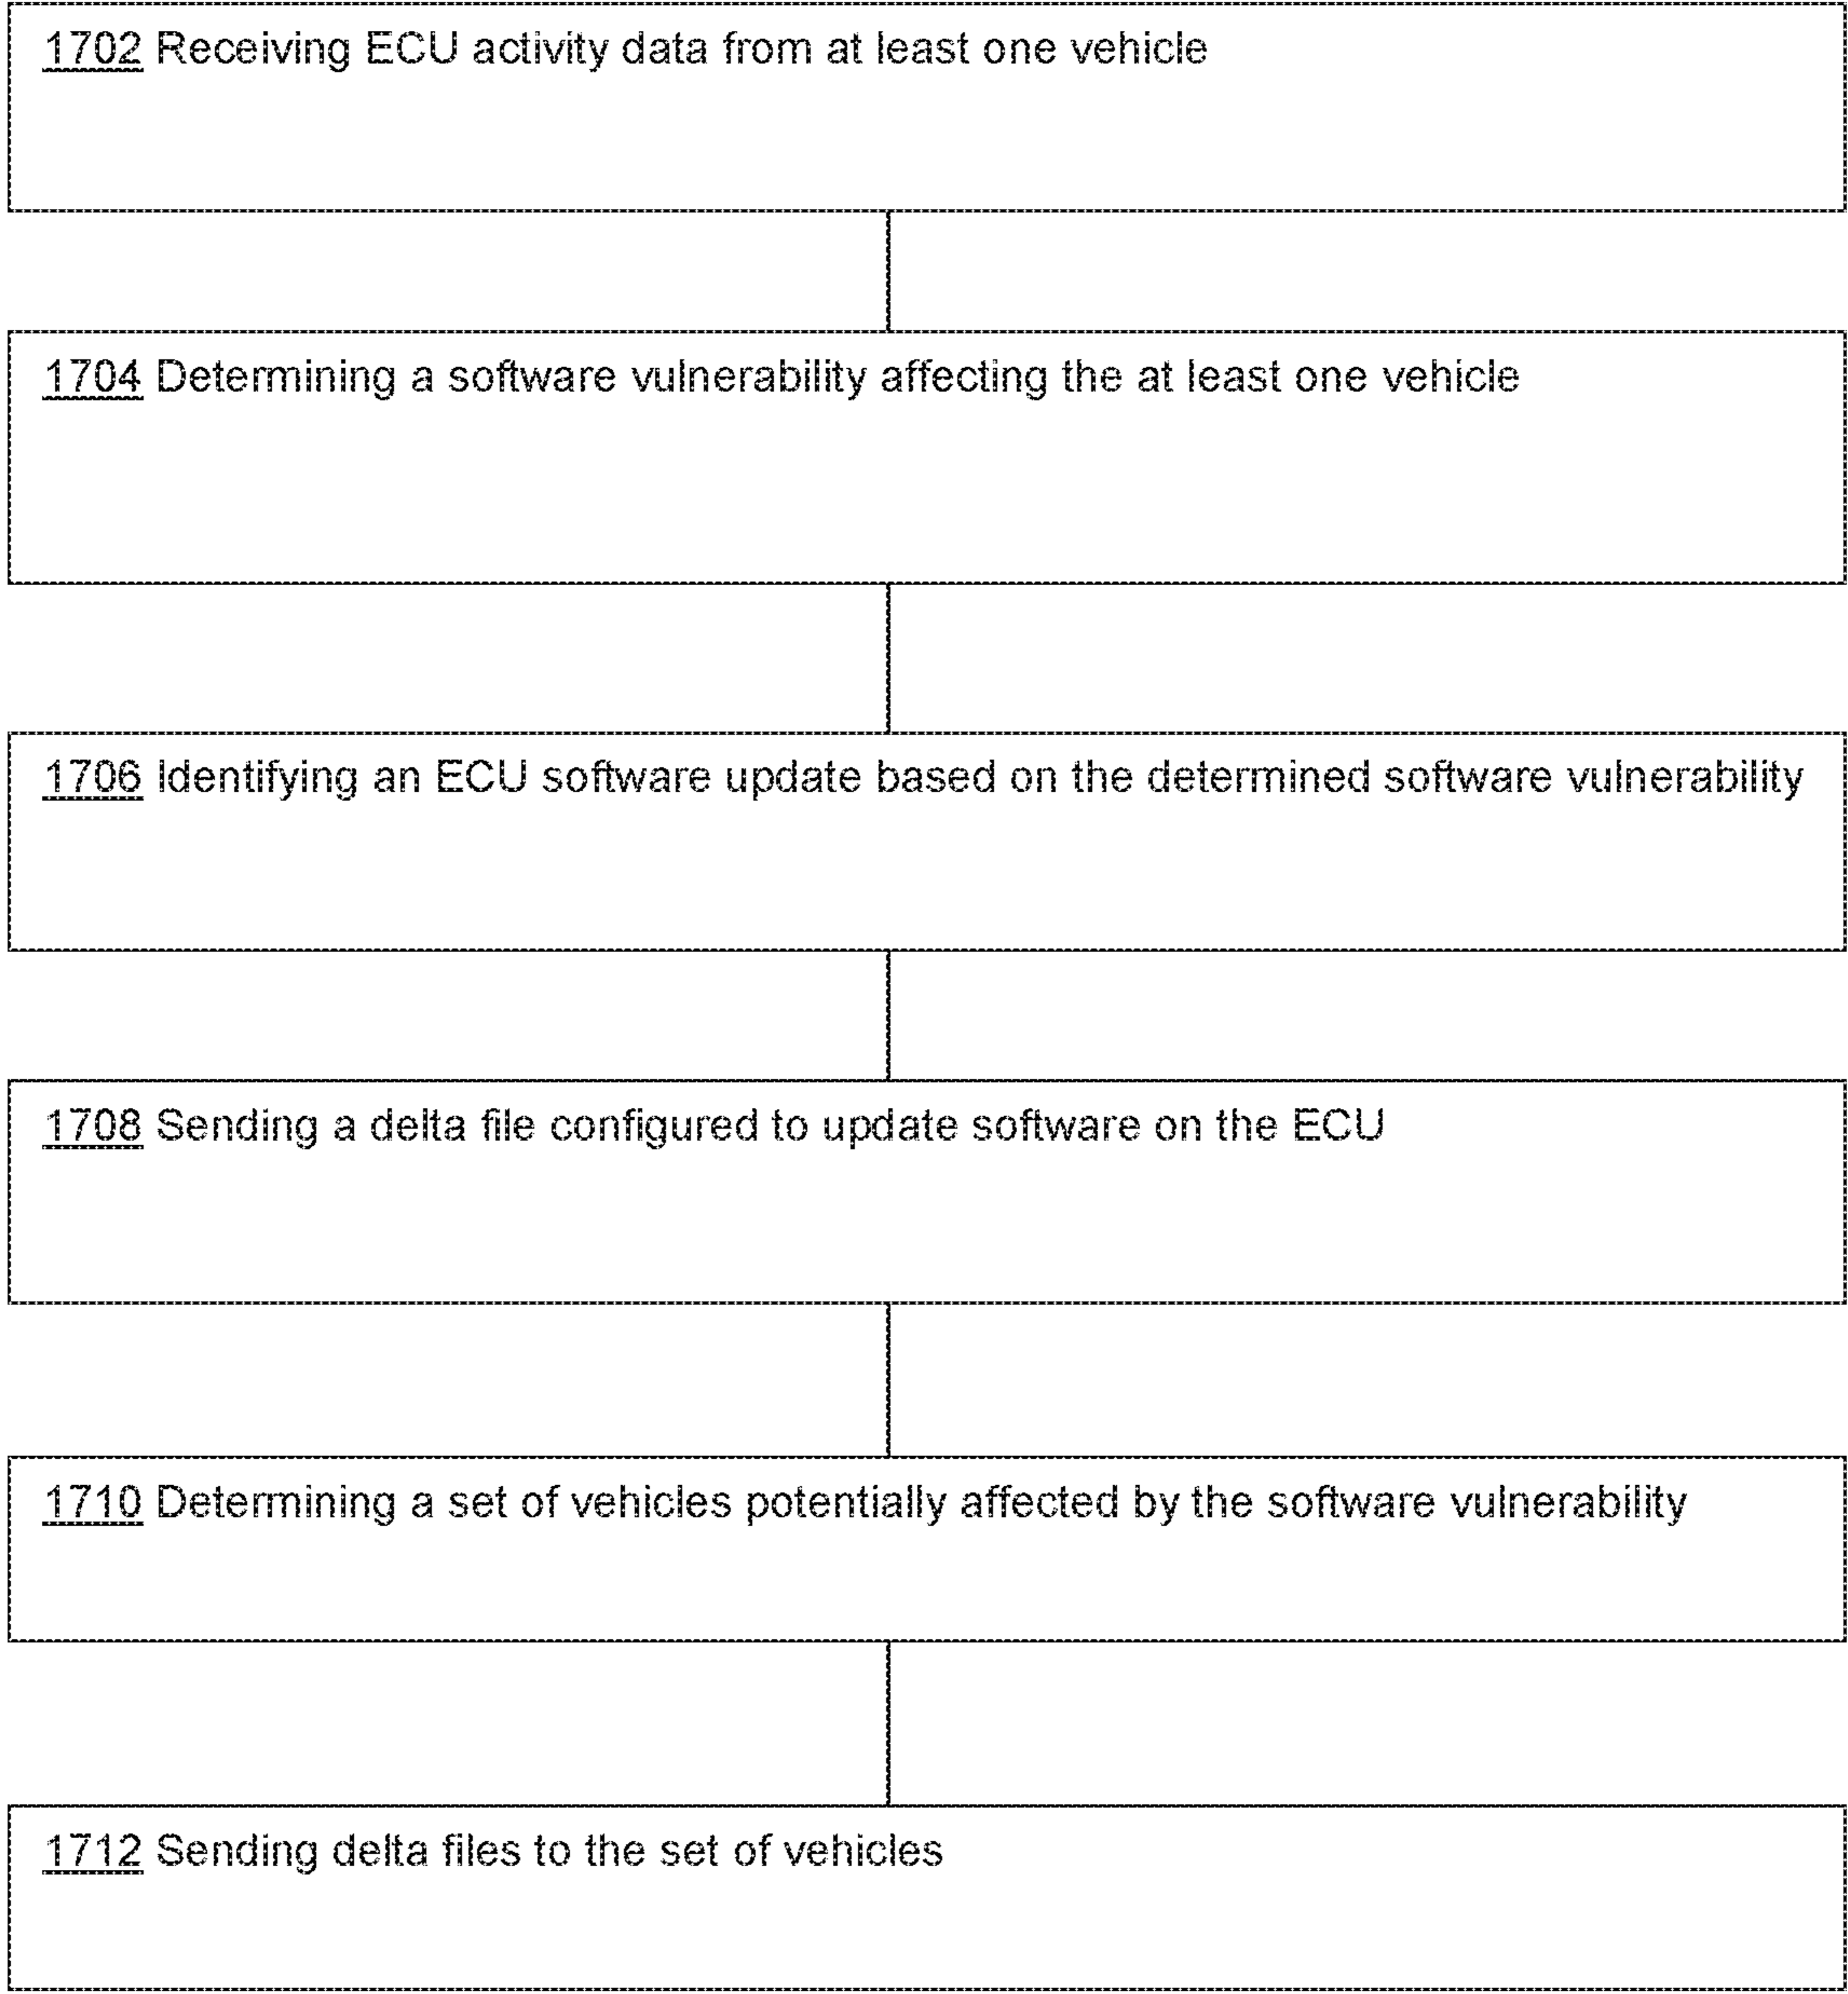 1702 Receiving ECU activity data from at least one vehicle
1704 Determining a software vulnerability affecting the at least one vehicle
1706 Identifying an ECU software update based on the determined software vulnerability
1708 Sending a delta file configured to update software on the ECU
1710 Determining a set of vehicles potentially affected by the software vulnerability
1712 Sending delta files to the set of vehicles